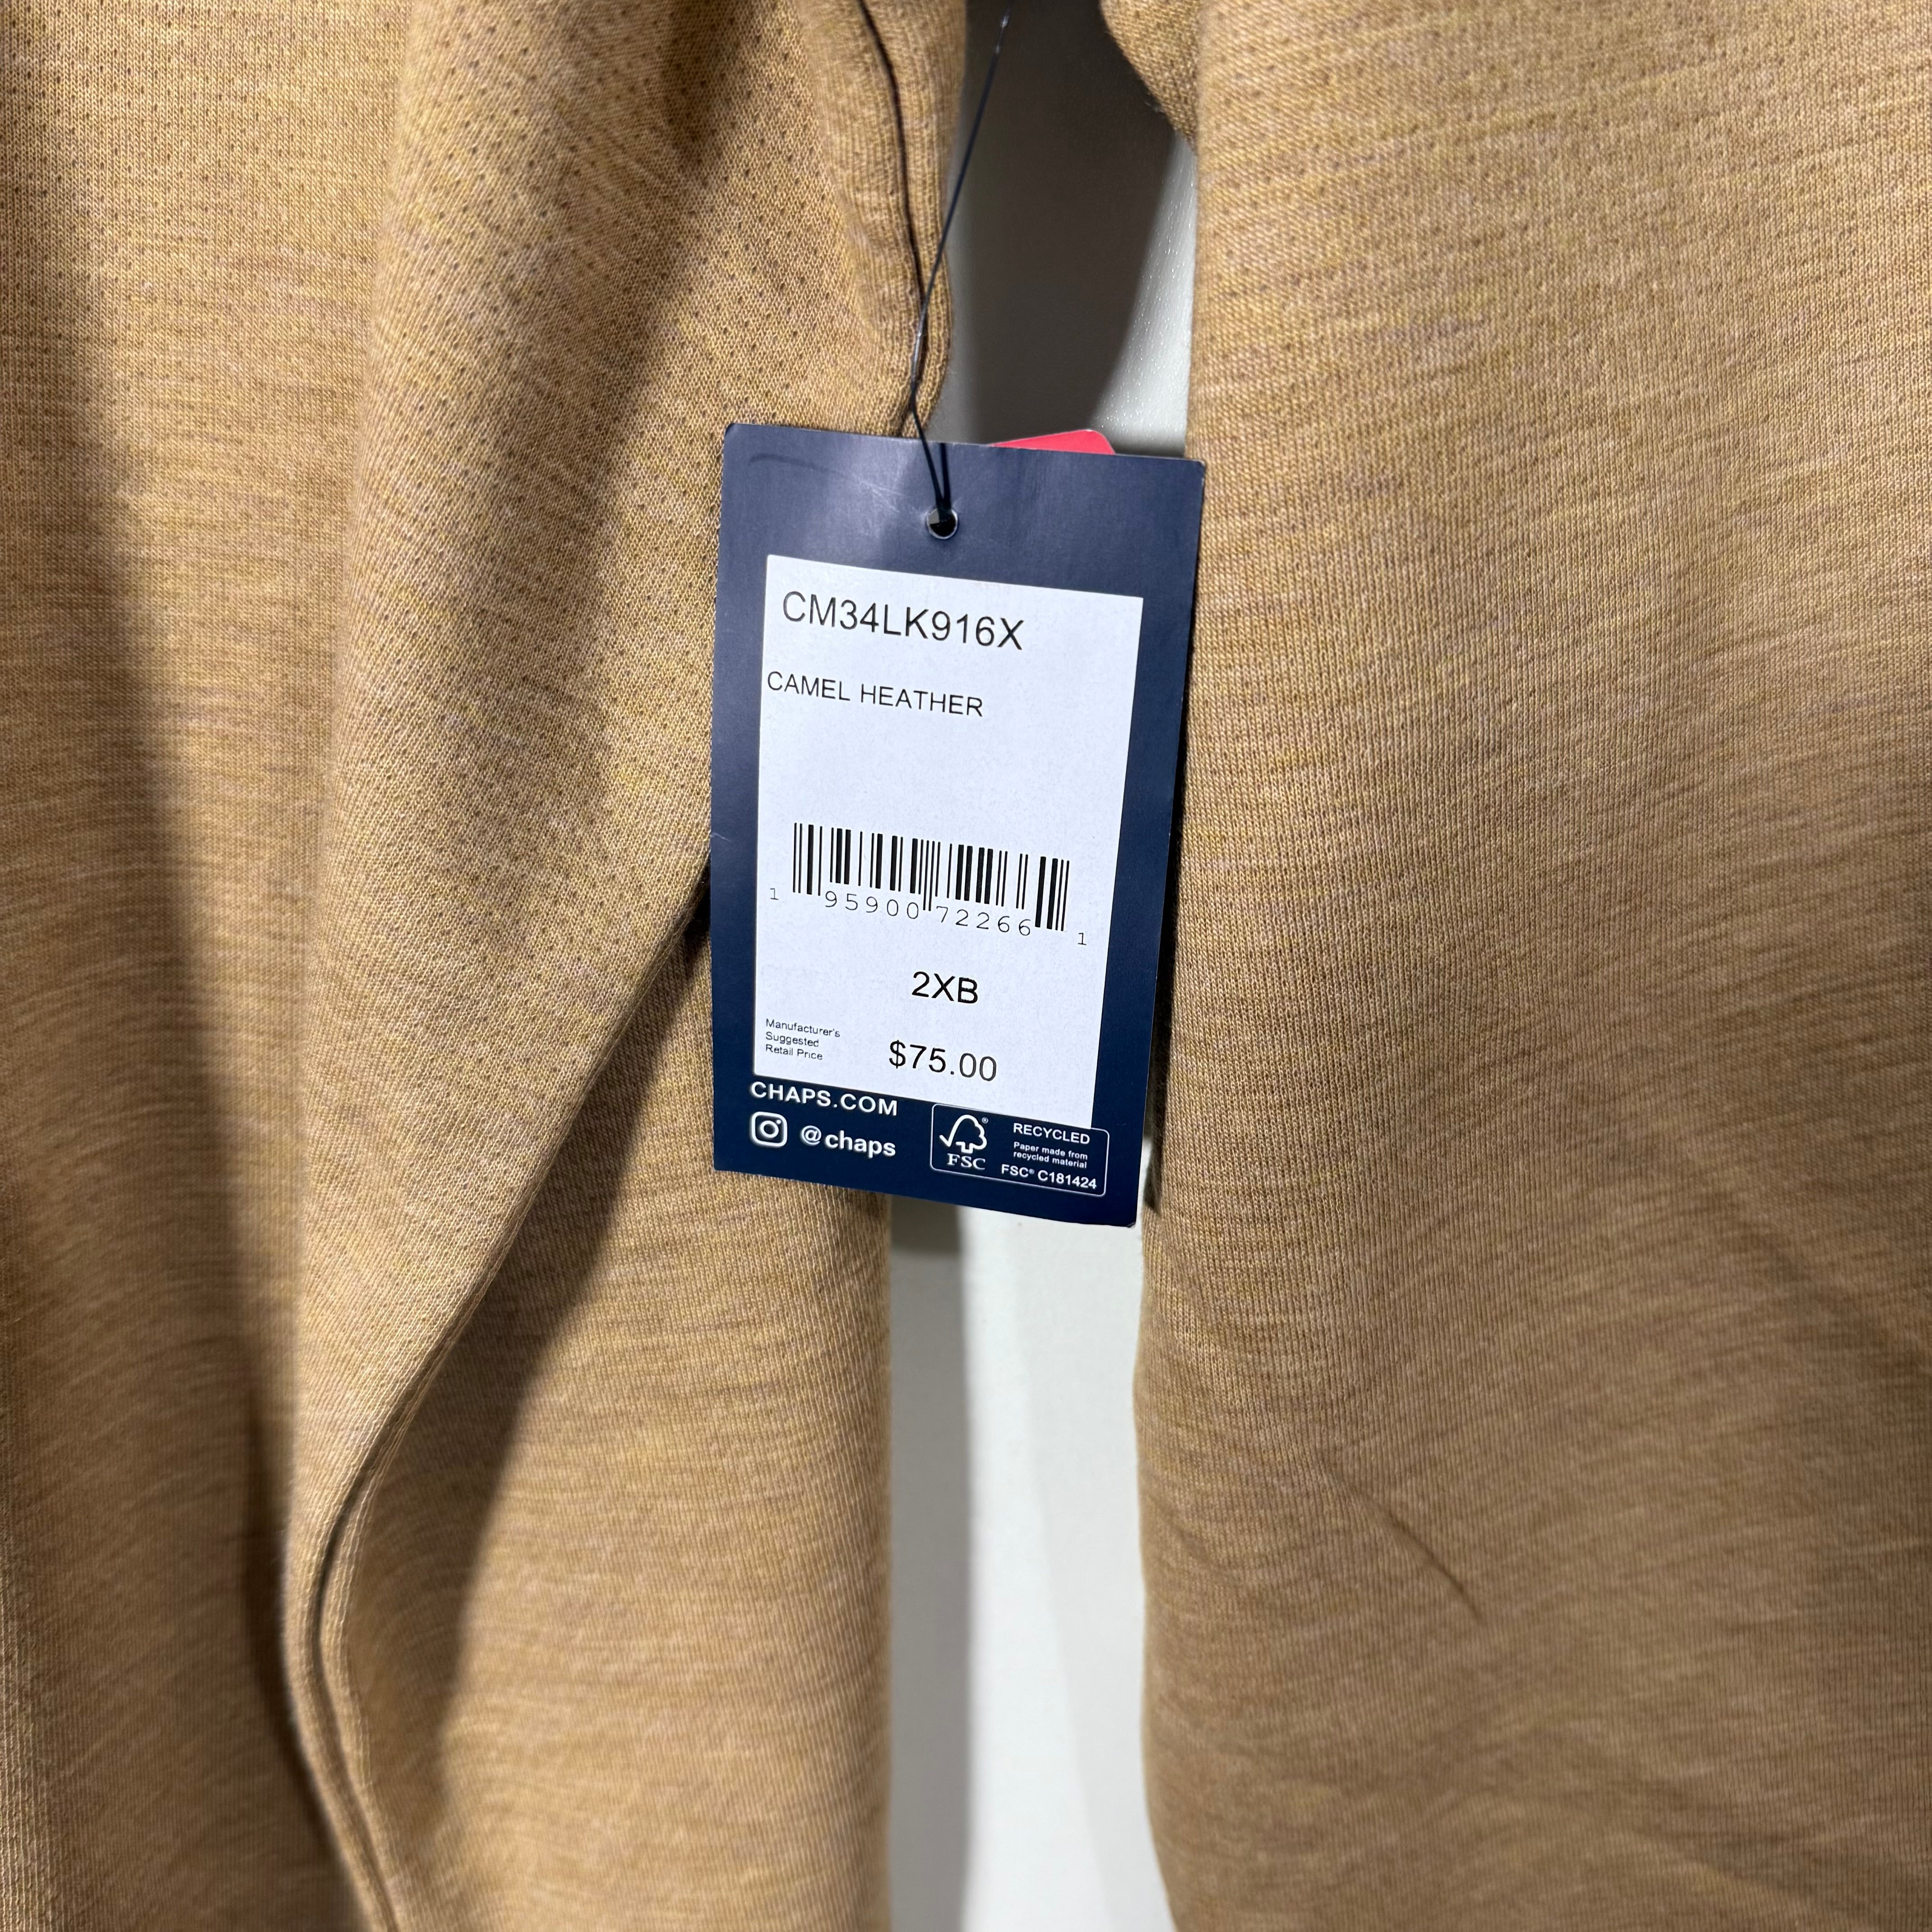 CM34LK916X
CAMEL HEATHER
1 95900 72266 1
2XB
Manufacturer's
Suggested
Retail Price
$75.00
CHAPS.COM
@chaps
FSC®
RECYCLED
Paper made from
recycled material
FSC® C181424